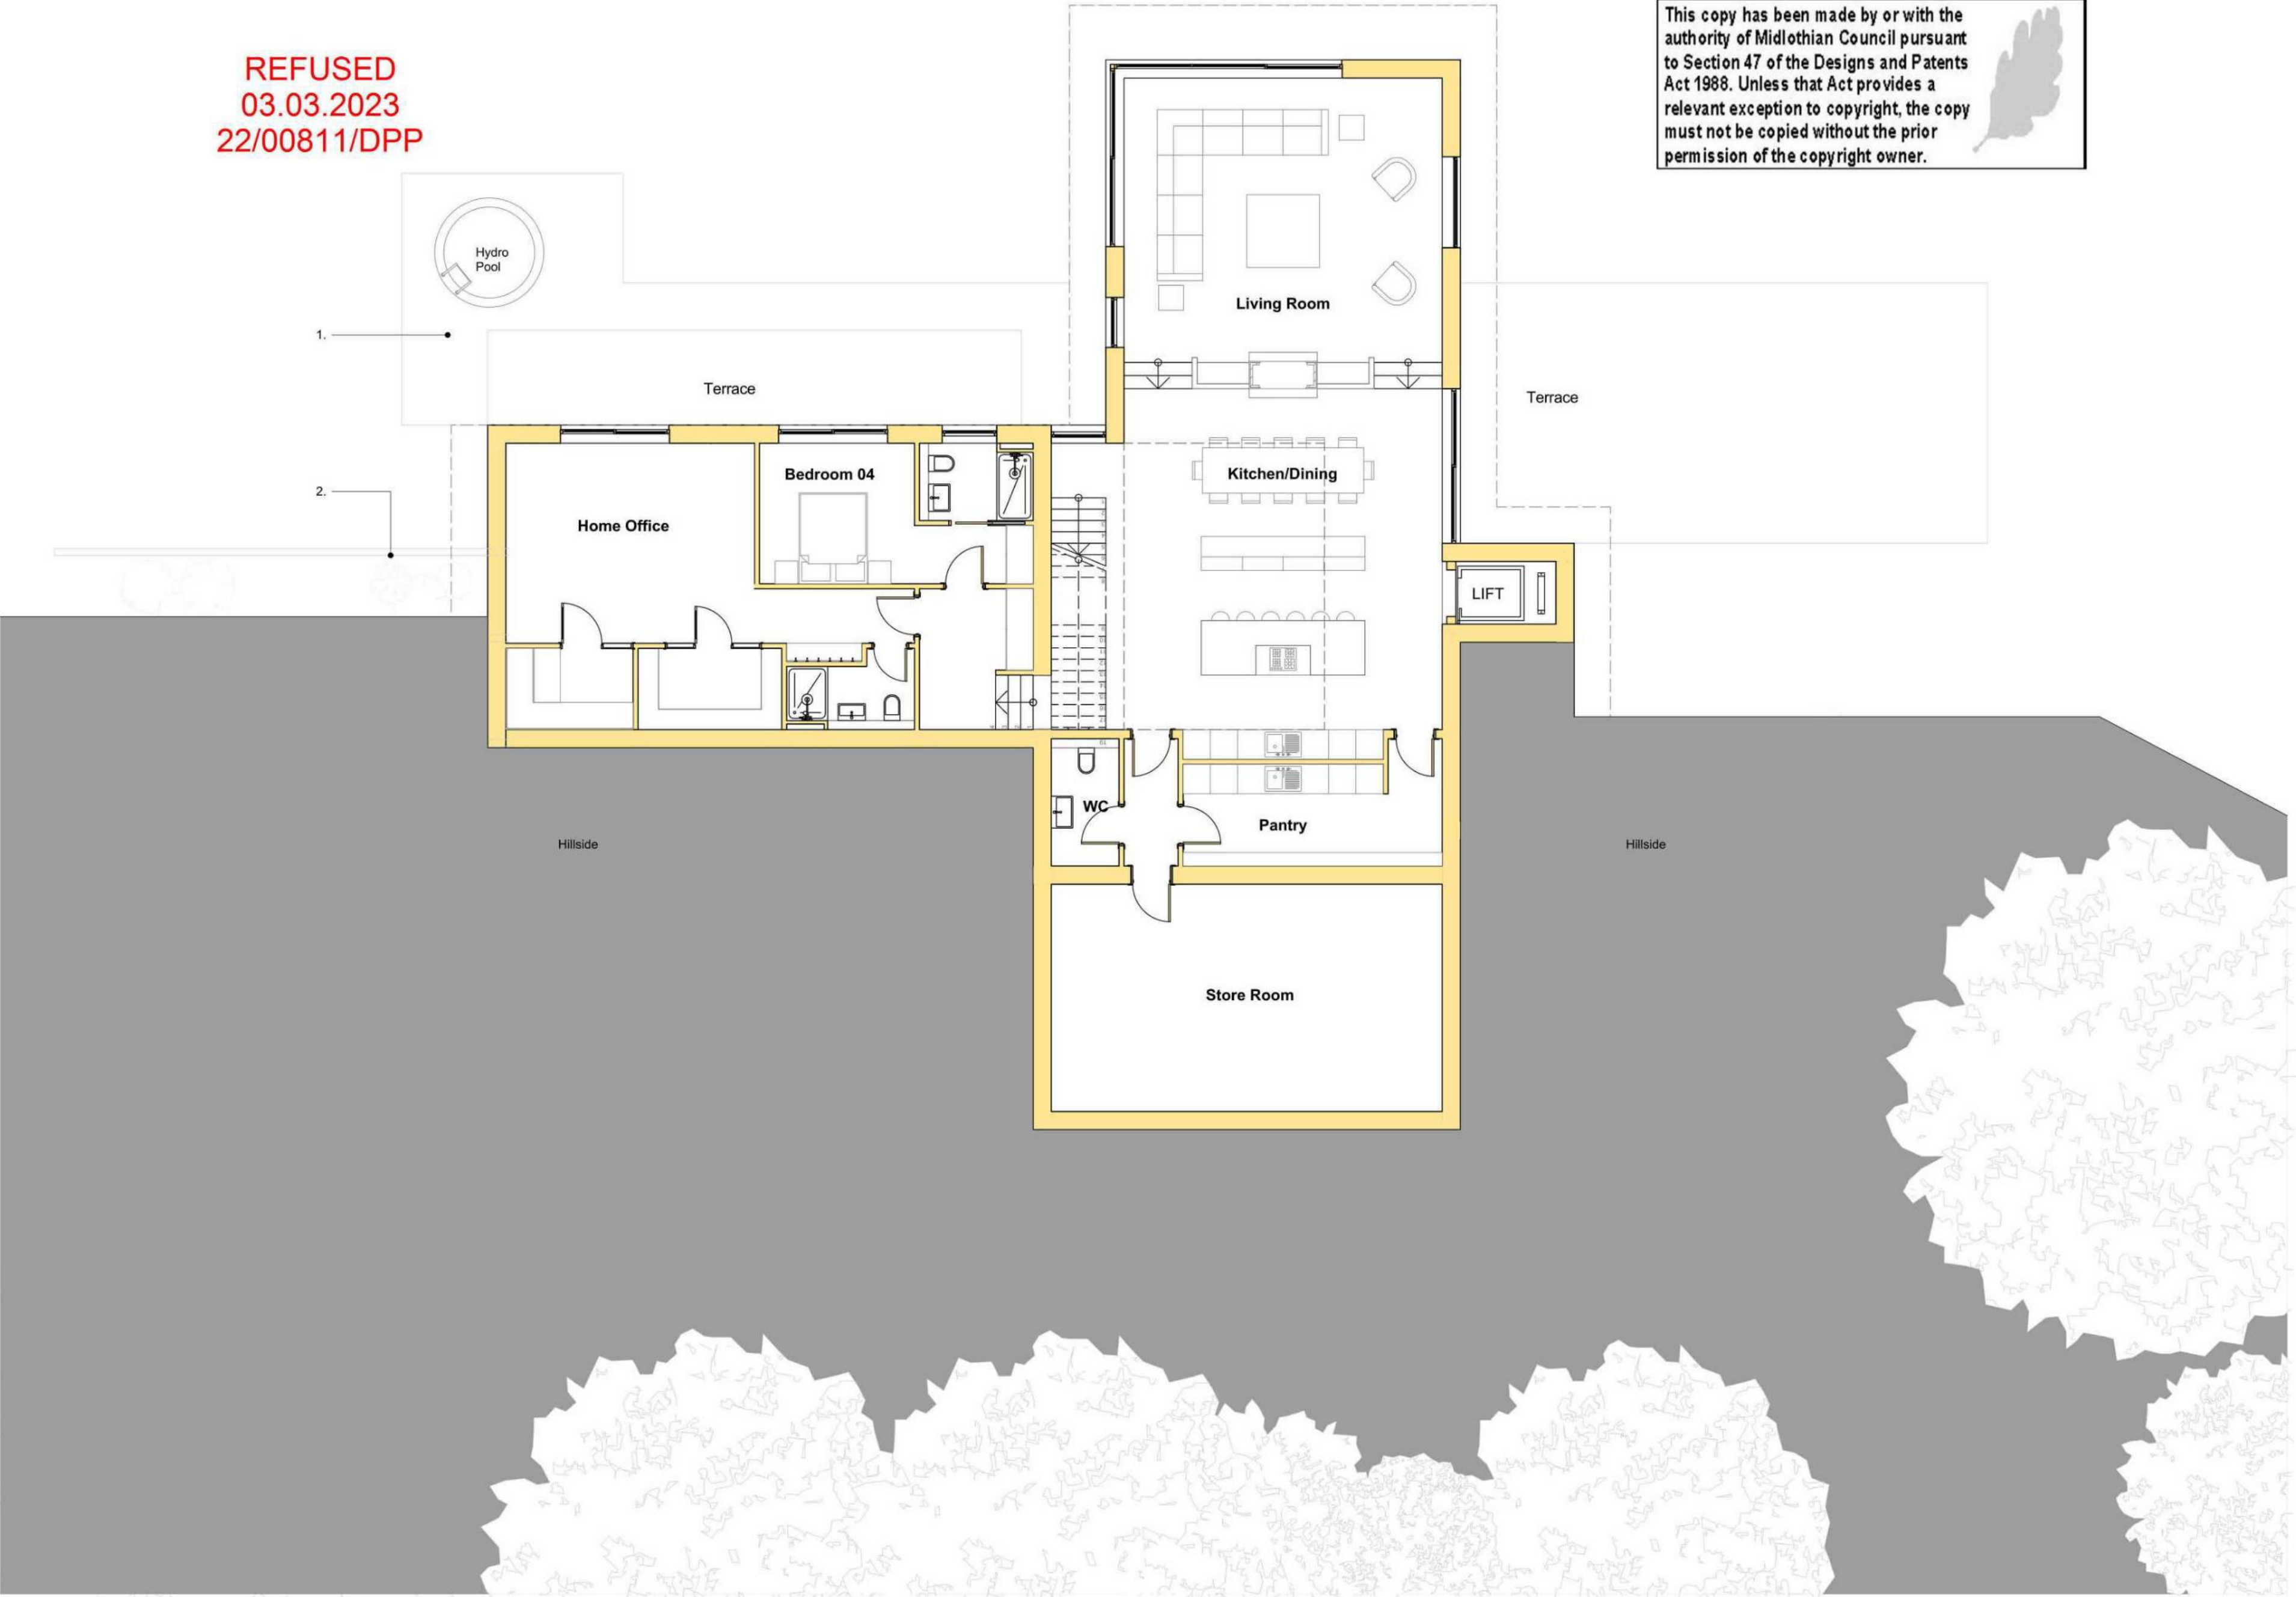 REFUSED
03.03.2023
22/00811/DPP
This copy has been made by or with the
authority of Midlothian Council pursuant
to Section 47 of the Designs and Patents
Act 1988. Unless that Act provides a
relevant exception to copyright, the copy
must not be copied without the prior
permission of the copyright owner.
Hydro
Pool
Living Room
1.
Terrace
Terrace
Bedroom 04
Kitchen/Dining
2.
Home Office
LIFT
WC
Pantry
Hillside
Hillside
Store Room